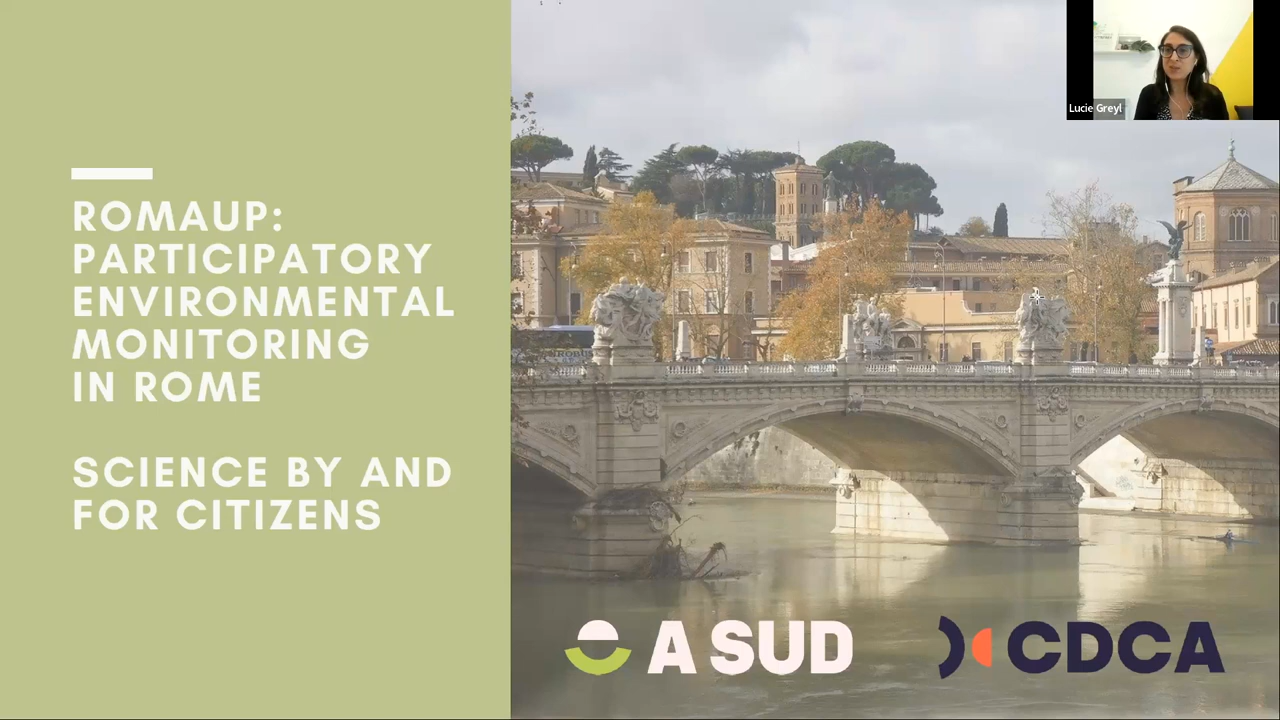 Lucie Greyl
ROMAUP:
PARTICIPATORY
ENVIRONMENTAL
MONITORING
IN ROME
SCIENCE BY AND
FOR CITIZENS
A SUD
CDCA